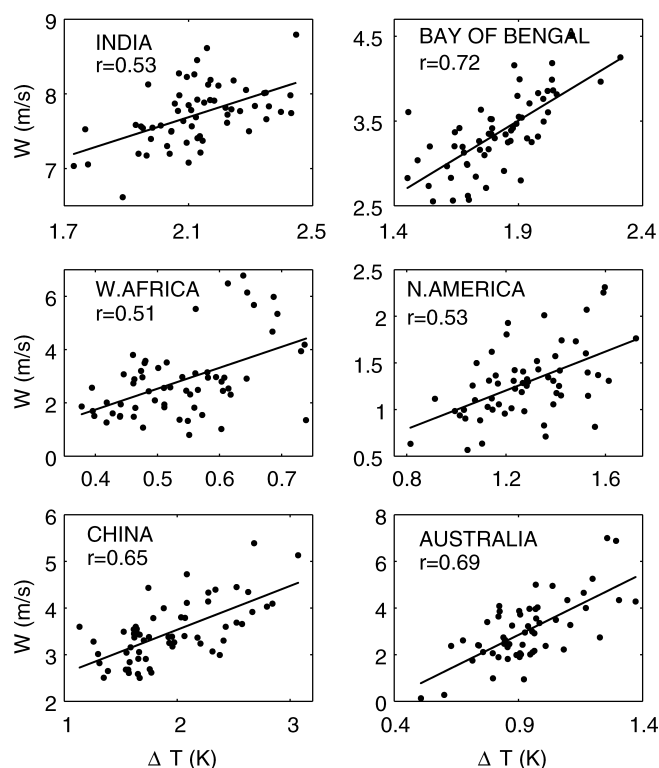 INDIA
r=0.53
W (m/s)
9
8
7
6
1.7
2.1
2.5
BAY OF BENGAL
r=0.72
4.5
3.5
2.5
1.4
1.9
2.4
W.AFRICA
r=0.51
W (m/s)
6
4
2
0
0.4
0.5
0.6
0.7
N.AMERICA
r=0.53
2.5
2
1.5
1
0.5
0.8
1.2
1.6
CHINA
r=0.65
W (m/s)
6
5
4
3
2
1
2
3
Δ T (K)
AUSTRALIA
r=0.69
8
6
4
2
0
0.4
0.9
1.4
Δ T (K)